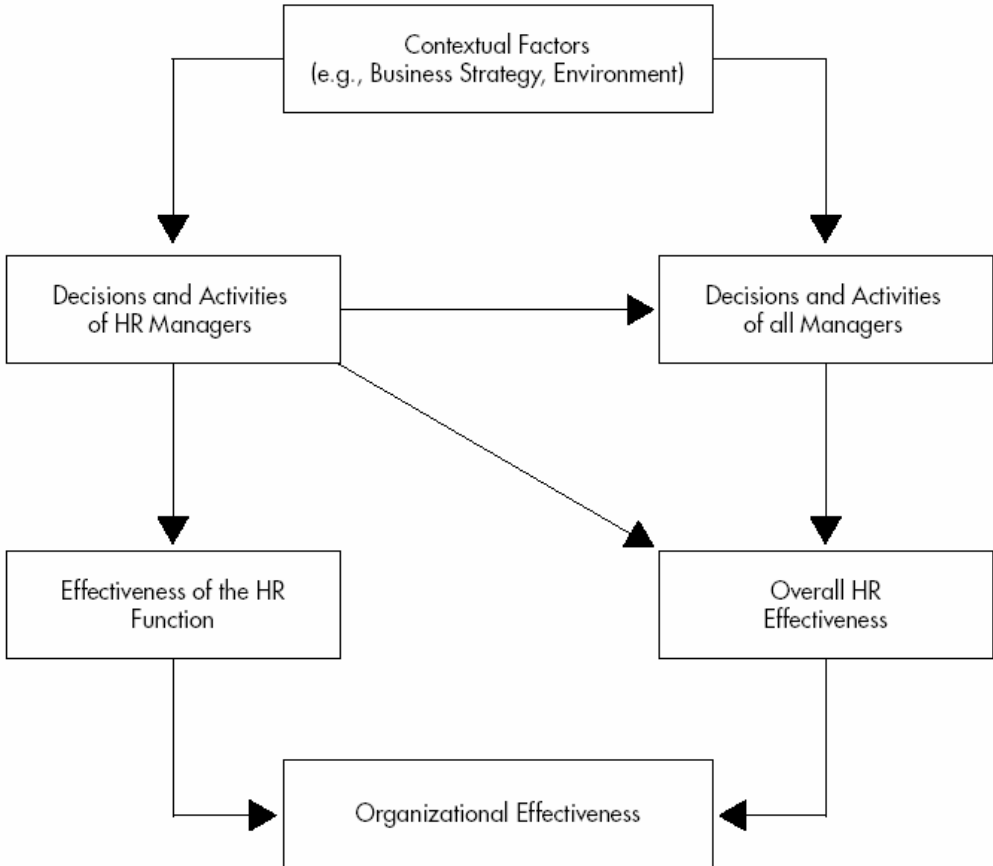 Contextual Factors
(e.g., Business Strategy, Environment)
Decisions and Activities
of HR Managers
Decisions and Activities
of all Managers
Effectiveness of the HR
Function
Overall HR
Effectiveness
Organizational Effectiveness